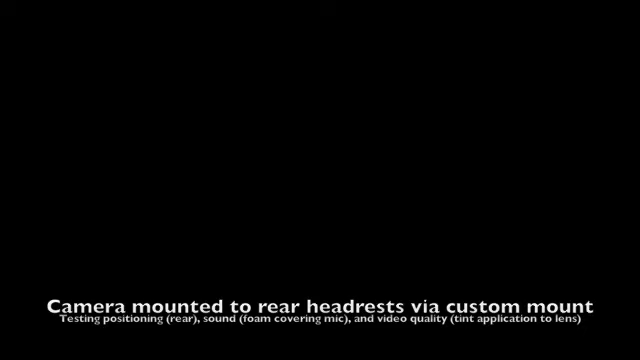 Camera mounted to rear headrests via custom mount
Testing positioning (rear), sound (foam covering mic), and video quality (tint application to lens)